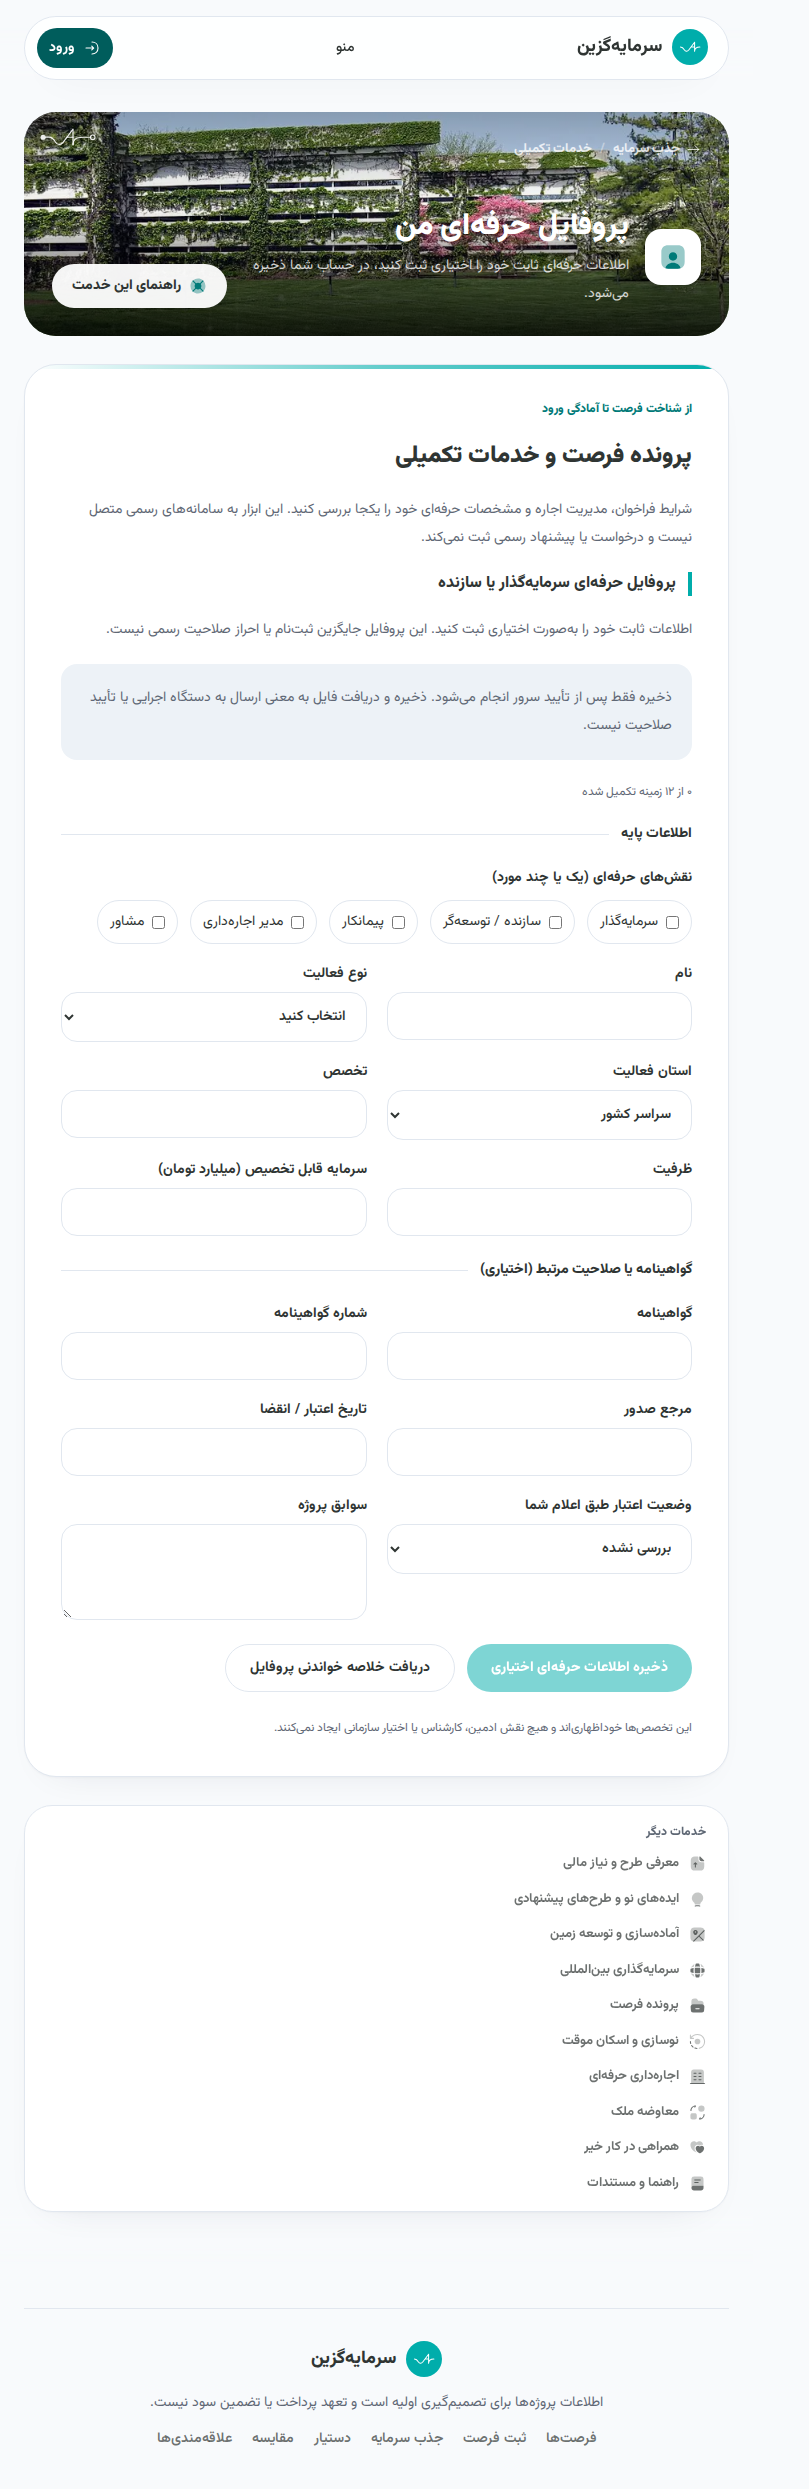 سرمایه‌گزین
منو
ورود
جذب سرمایه / خدمات تکمیلی
پروفایل حرفه‌ای من
اطلاعات حرفه‌ای ثابت خود را اختیاری ثبت کنید، در حساب شما ذخیره
می‌شود.
راهنمای این خدمت
از شناخت فرصت تا آمادگی ورود
پرونده فرصت و خدمات تکمیلی
شرایط فراخوان، مدیریت اجاره و مشخصات حرفه‌ای خود را یکجا بررسی کنید. این ابزار به سامانه‌های رسمی متصل
نیست و درخواست یا پیشنهاد رسمی ثبت نمی‌کند.
پروفایل حرفه‌ای سرمایه‌گذار یا سازنده
اطلاعات ثابت خود را به‌صورت اختیاری ثبت کنید. این پروفایل جایگزین ثبت‌نام یا احراز صلاحیت رسمی نیست.
ذخیره فقط پس از تأیید سرور انجام می‌شود. ذخیره و دریافت فایل به معنی ارسال به دستگاه اجرایی یا تأیید
صلاحیت نیست.
۰ از ۱۲ زمینه تکمیل شده
اطلاعات پایه
نقش‌های حرفه‌ای (یک یا چند مورد)
سرمایه‌گذار
سازنده / توسعه‌گر
پیمانکار
مدیر اجاره‌داری
مشاور
نام
نوع فعالیت
انتخاب کنید
استان فعالیت
تخصص
سراسر کشور
ظرفیت
سرمایه قابل تخصیص (میلیارد تومان)
گواهینامه یا صلاحیت مرتبط (اختیاری)
گواهینامه
شماره گواهینامه
مرجع صدور
تاریخ اعتبار / انقضا
وضعیت اعتبار طبق اعلام شما
سوابق پروژه
بررسی نشده
ذخیره اطلاعات حرفه‌ای اختیاری
دریافت خلاصه خواندنی پروفایل
این تخصص‌ها خوداظهاری‌اند و هیچ نقش ادمین، کارشناس یا اختیار سازمانی ایجاد نمی‌کنند.
خدمات دیگر
معرفی طرح و نیاز مالی
ایده‌های نو و طرح‌های پیشنهادی
آماده‌سازی و توسعه زمین
سرمایه‌گذاری بین‌المللی
پرونده فرصت
نوسازی و اسکان موقت
اجاره‌داری حرفه‌ای
معاوضه ملک
همراهی در کار خیر
راهنما و مستندات
سرمایه‌گزین
اطلاعات پروژه‌ها برای تصمیم‌گیری اولیه است و تعهد پرداخت یا تضمین سود نیست.
فرصت‌ها
ثبت فرصت
جذب سرمایه
دستیار
مقایسه
علاقه‌مندی‌ها